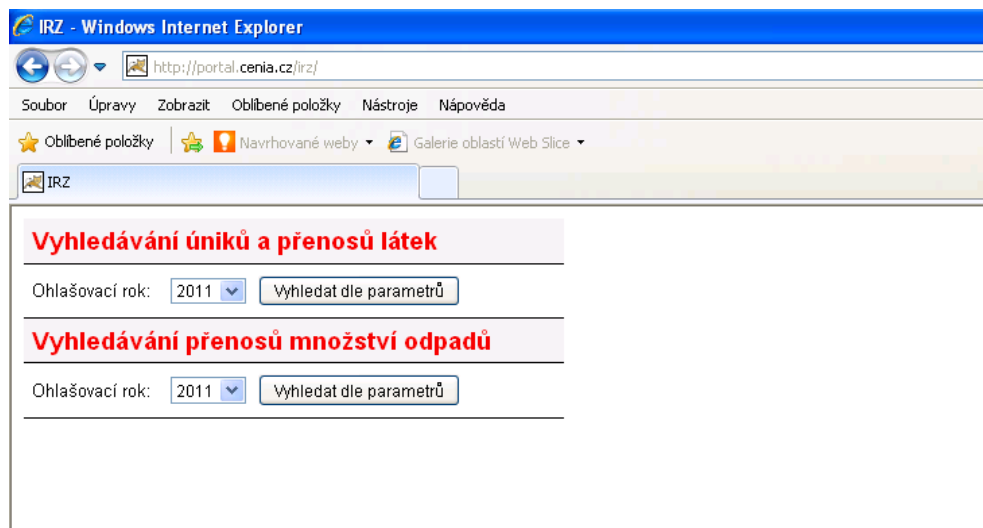 IRZ - Windows Internet Explorer
http://portal.cenia.cz/irz/
Soubor Úpravy Zobrazit Oblíbené položky Nástroje Nápověda
Oblíbené položky Navrhované weby Galerie oblastí Web Slice
IRZ
Vyhledávání úniků a přenosů látek
Ohlašovací rok: 2011 Vyhledat dle parametrů
Vyhledávání přenosů množství odpadů
Ohlašovací rok: 2011 Vyhledat dle parametrů